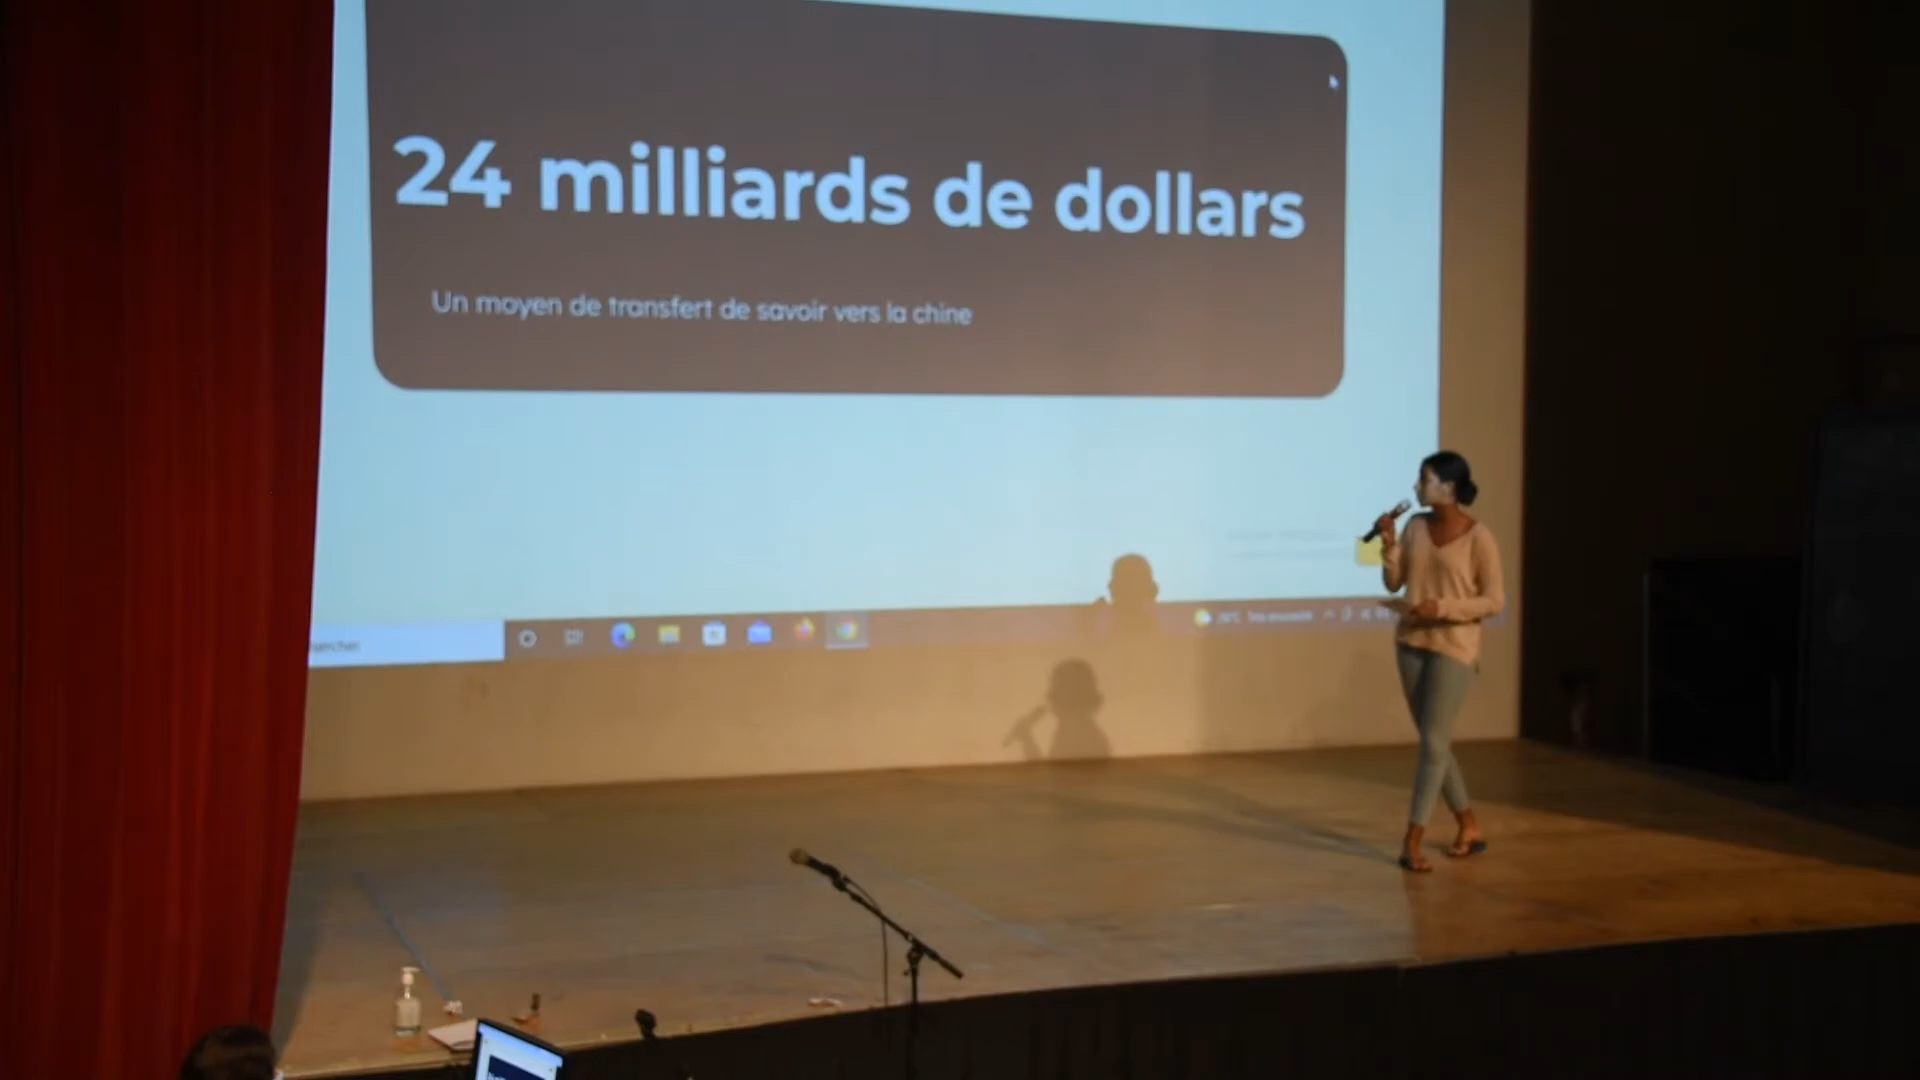 24 milliards de dollars
Un moyen de transfert de savoir vers la chine